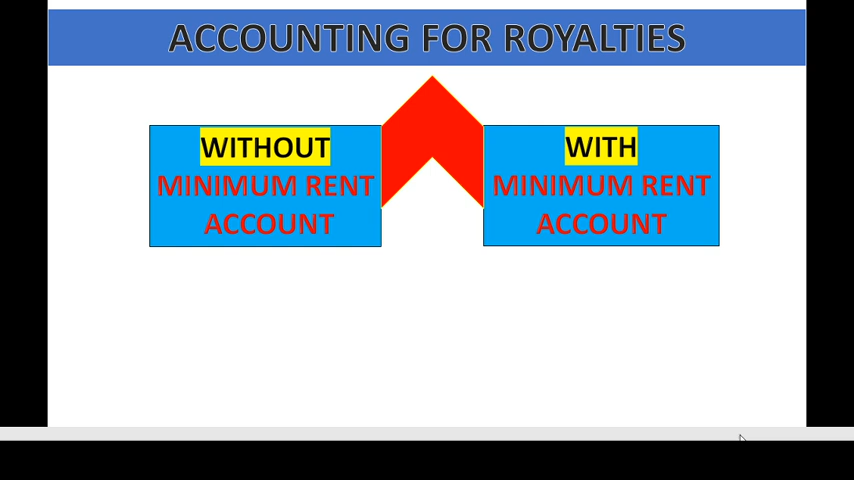 ACCOUNTING FOR ROYALTIES
WITHOUT
MINIMUM RENT
ACCOUNT
WITH
MINIMUM RENT
ACCOUNT